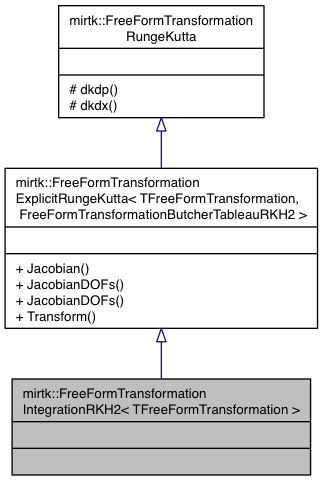 mirtk::FreeFormTransformation
RungeKutta
# dkdp()
# dkdx()
mirtk::FreeFormTransformation
ExplicitRungeKutta< TFreeFormTransformation,
FreeFormTransformationButcherTableauRKH2 >
+ Jacobian()
+ JacobianDOFs()
+ JacobianDOFs()
+ Transform()
mirtk::FreeFormTransformation
IntegrationRKH2< TFreeFormTransformation >